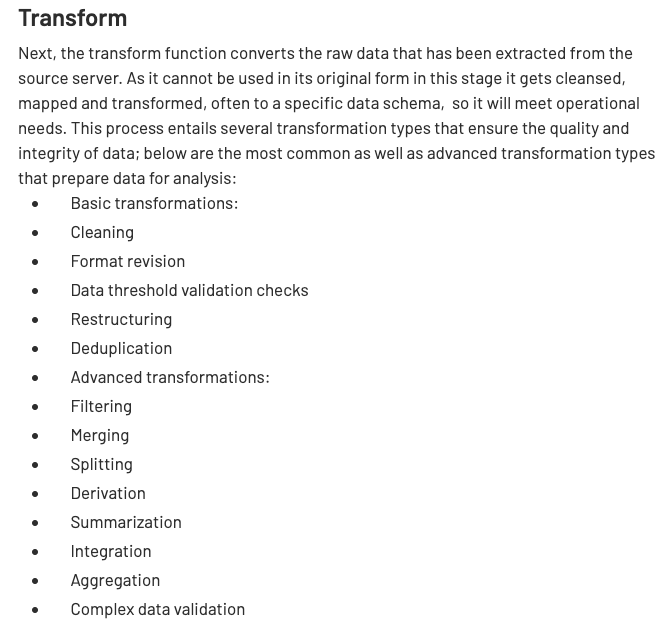 Transform
Next, the transform function converts the raw data that has been extracted from the
source server. As it cannot be used in its original form in this stage it gets cleansed,
mapped and transformed, often to a specific data schema,  so it will meet operational
needs. This process entails several transformation types that ensure the quality and
integrity of data; below are the most common as well as advanced transformation types
that prepare data for analysis:
• Basic transformations:
• Cleaning
• Format revision
• Data threshold validation checks
• Restructuring
• Deduplication
• Advanced transformations:
• Filtering
• Merging
• Splitting
• Derivation
• Summarization
• Integration
• Aggregation
• Complex data validation